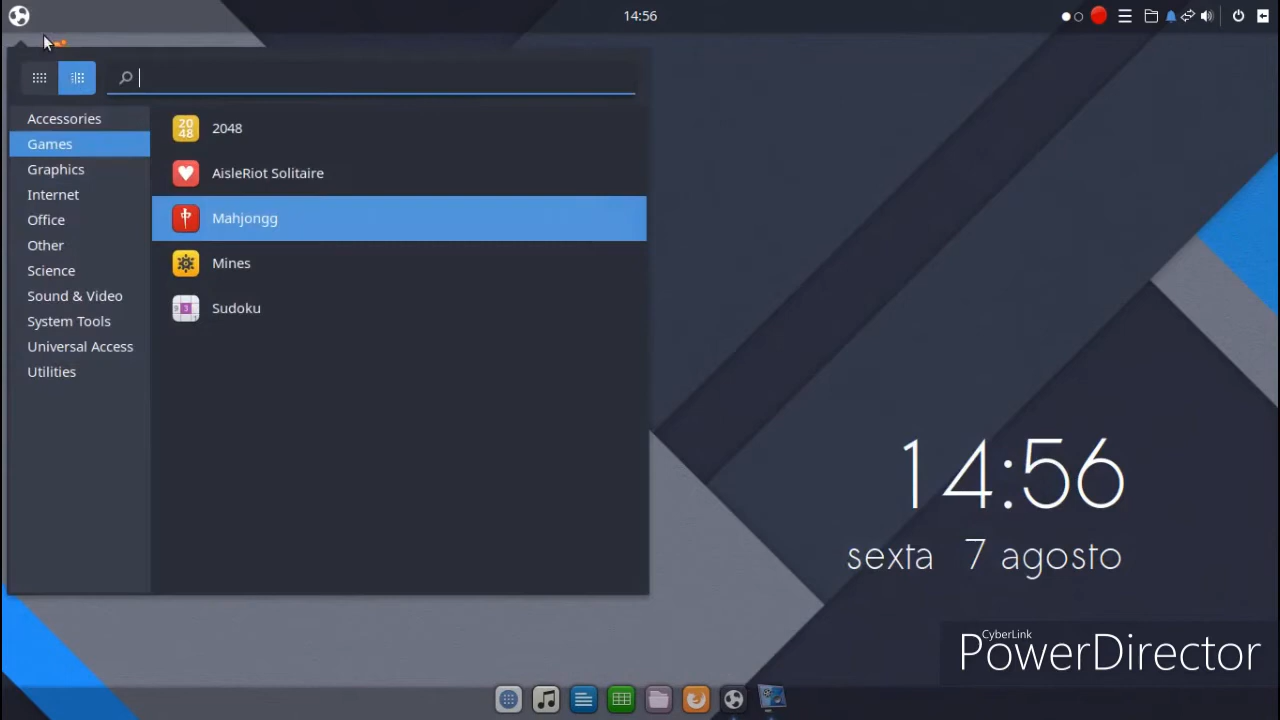 14:56
Accessories
Games
Graphics
Internet
Office
Other
Science
Sound & Video
System Tools
Universal Access
Utilities
2048
AisleRiot Solitaire
Mahjongg
Mines
Sudoku
14:56
sexta 7 agosto
CyberLink
PowerDirector